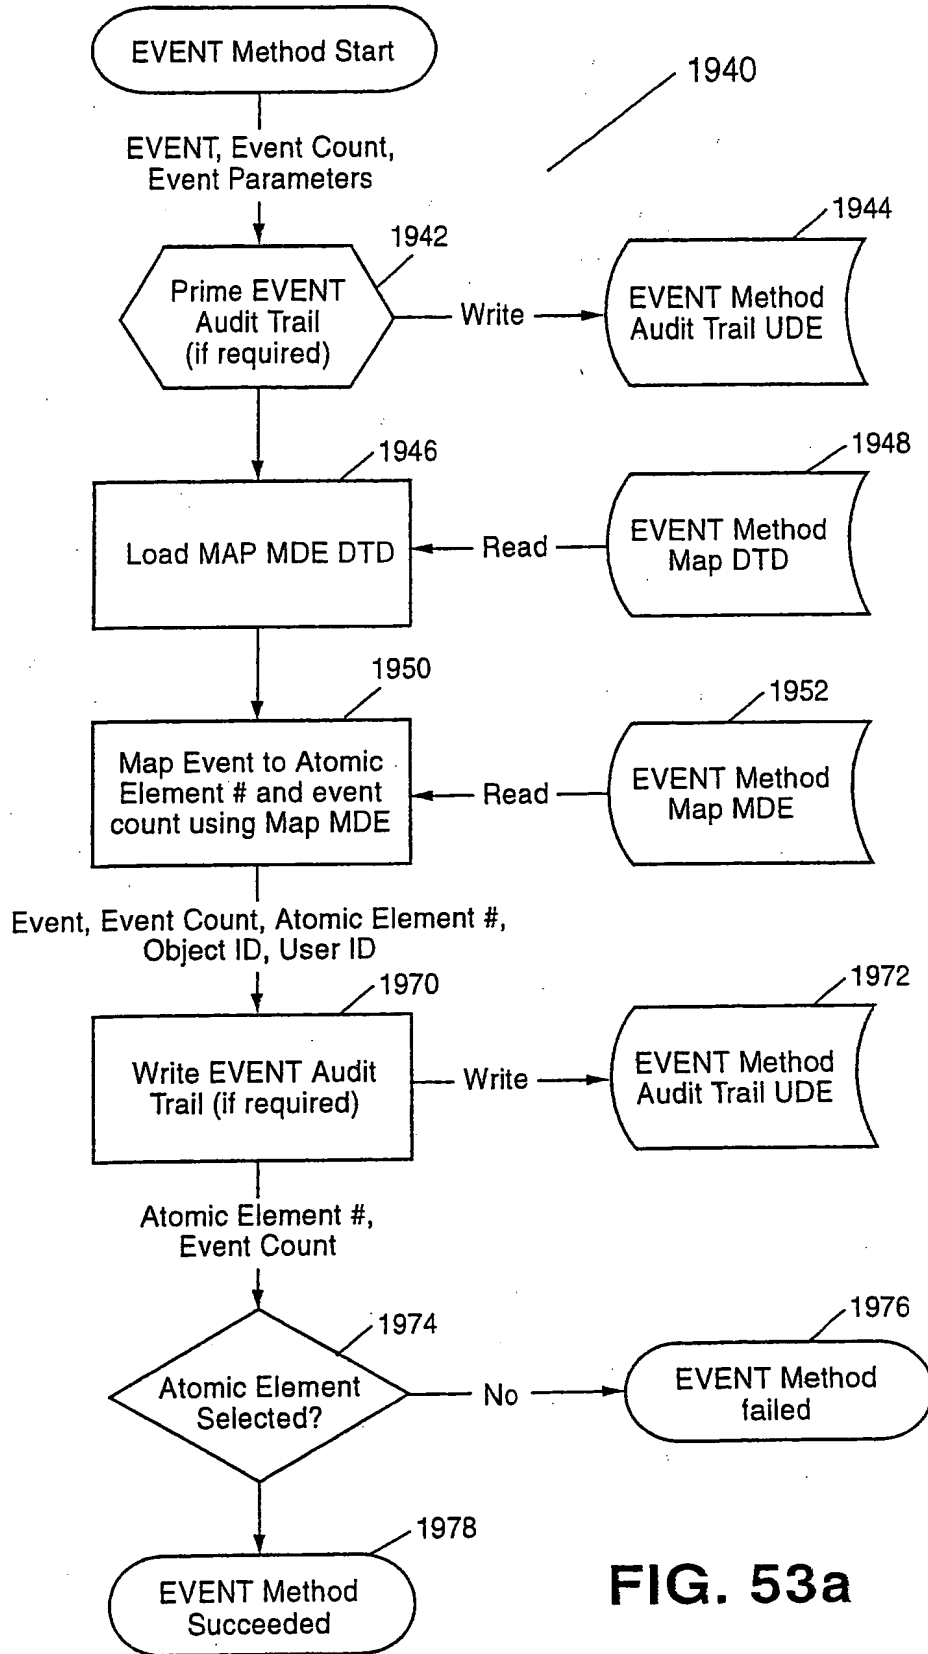 EVENT Method Start
1940
EVENT, Event Count,
Event Parameters
1942
Prime EVENT
Audit Trail
(if required)
Write
1944
EVENT Method
Audit Trail UDE
1946
Load MAP MDE DTD
Read
1948
EVENT Method
Map DTD
1950
Map Event to Atomic
Element # and event
count using Map MDE
Read
1952
EVENT Method
Map MDE
Event, Event Count, Atomic Element #,
Object ID, User ID
1970
Write EVENT Audit
Trail (if required)
Write
1972
EVENT Method
Audit Trail UDE
Atomic Element #,
Event Count
1974
Atomic Element
Selected?
No
1976
EVENT Method
failed
1978
EVENT Method
Succeeded
FIG. 53a